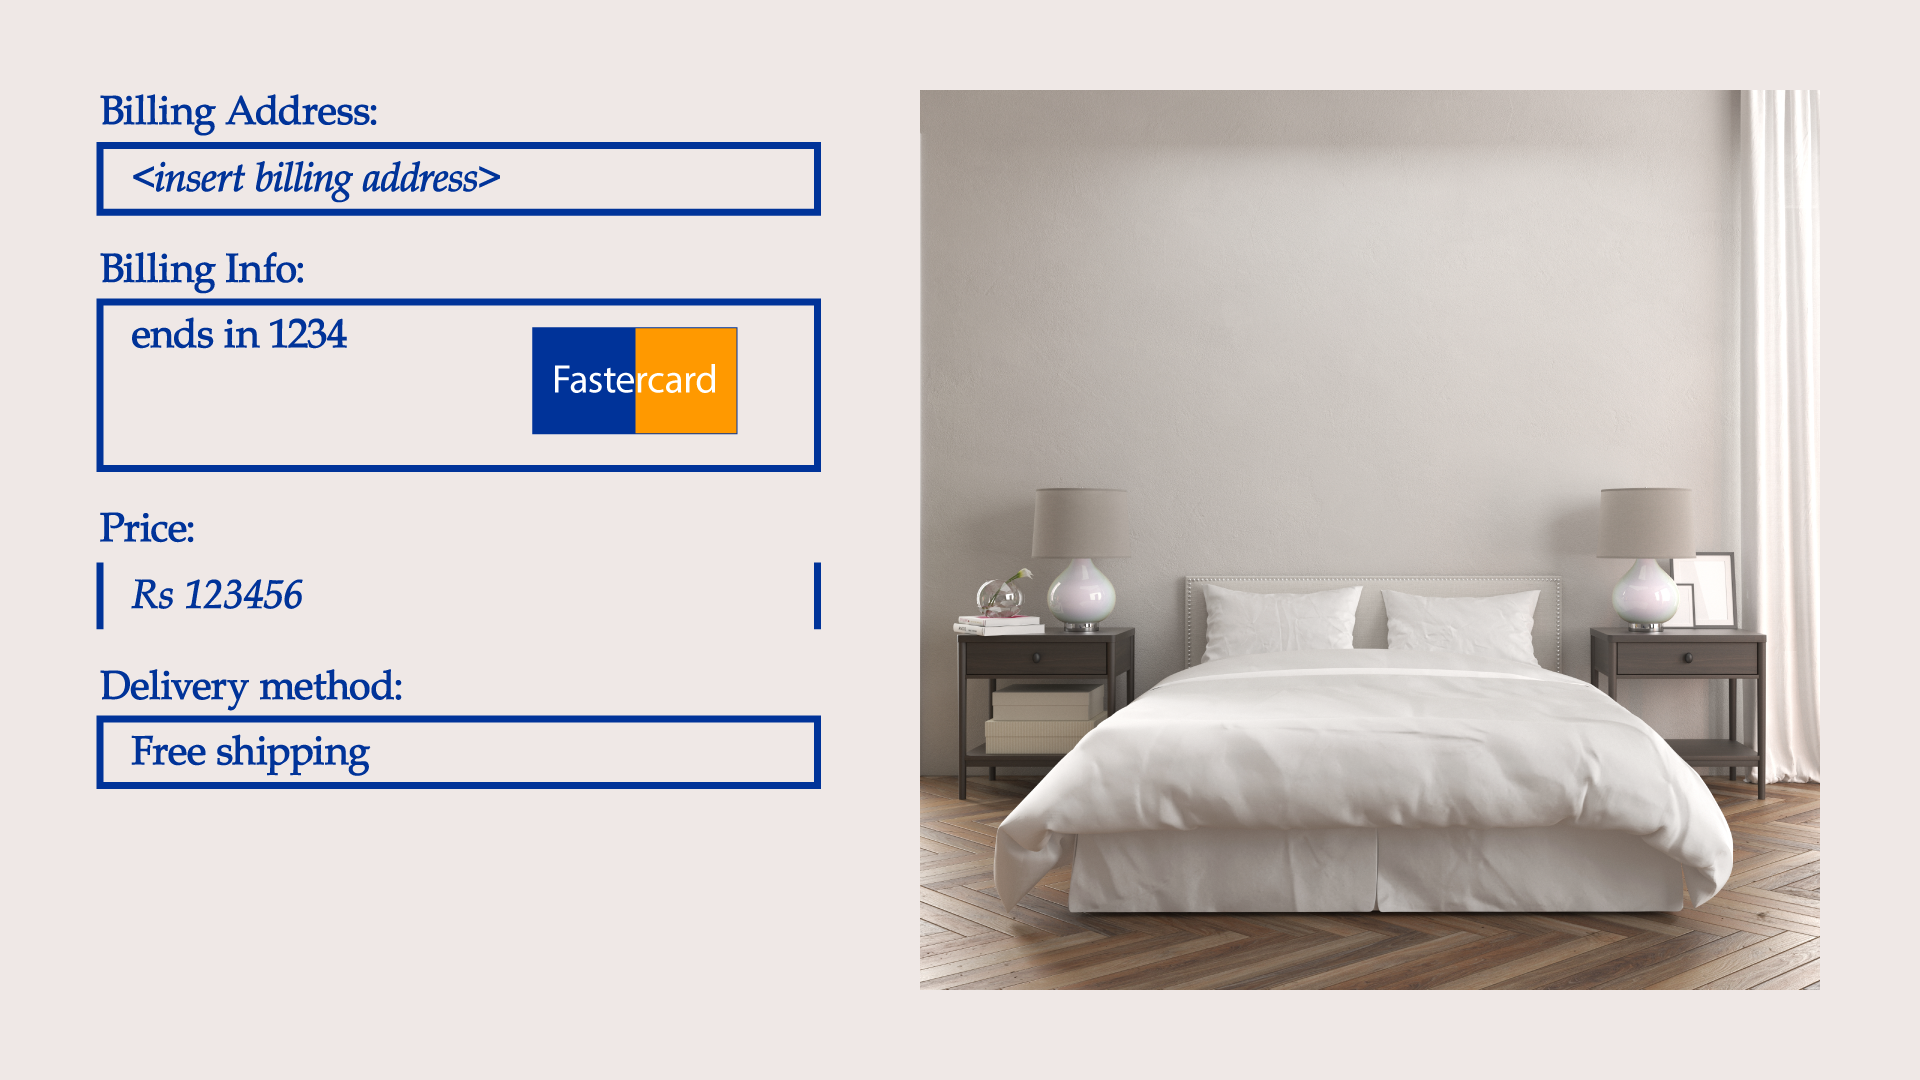 Billing Address:
<insert billing address>
Billing Info:
ends in 1234
Fastercard
Price:
Rs 123456
Delivery method:
Free shipping